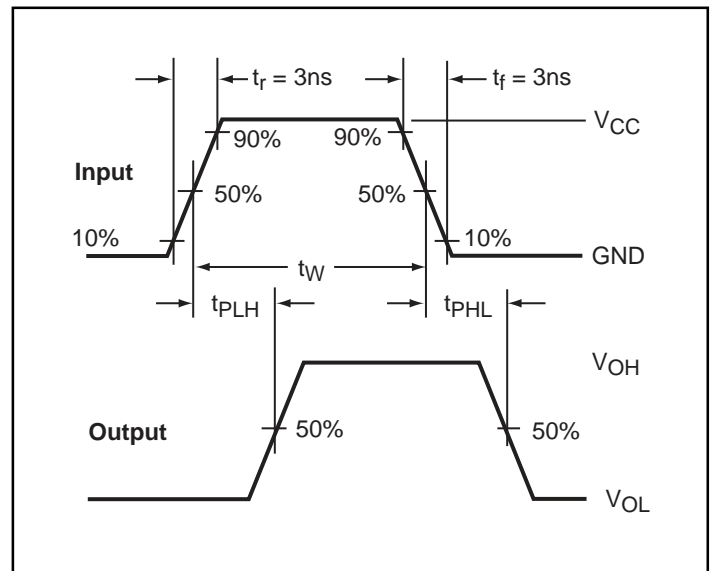 tr = 3ns
tf = 3ns
VCC
90%
90%
Input
50%
50%
10%
10%
GND
tW
tPLH
tPHL
VOH
Output
50%
50%
VOL